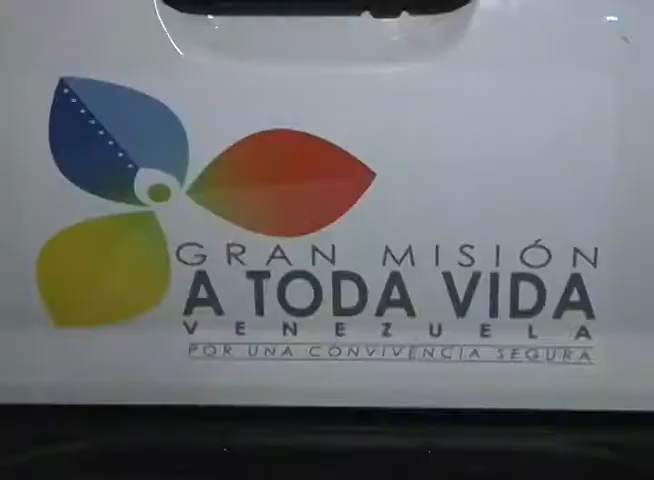 GRAN MISIÓN
A TODA VIDA
VENEZUELA
POR UNA CONVIVENCIA SEGURA